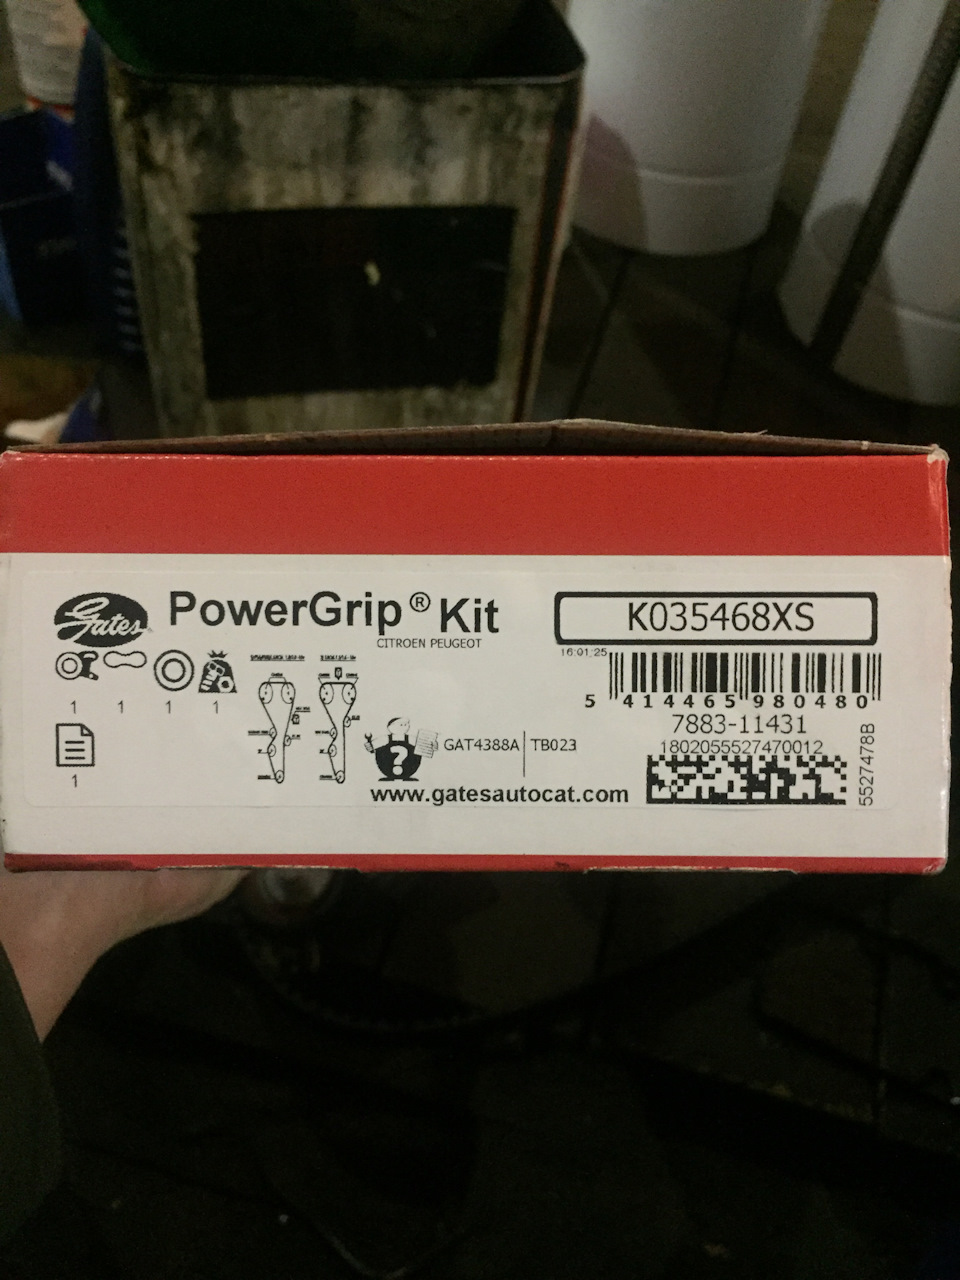 Gates
PowerGrip® Kit
CITROEN PEUGEOT
K035468XS
16:01:25
5 414465 980480
7883-11431
1802055527470012
5527478B
1 1 1 1
1
?
GAT4388A TB023
www.gatesautocat.com